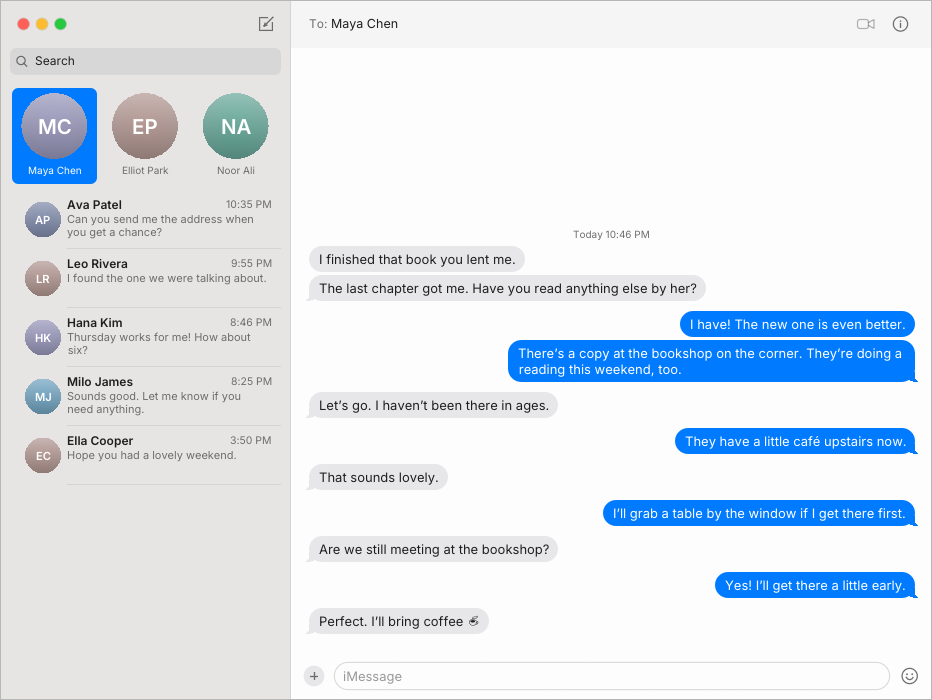 To: Maya Chen
Search
MC
EP
NA
Maya Chen
Elliot Park
Noor Ali
AP
Ava Patel
10:35 PM
Can you send me the address when
you get a chance?
LR
Leo Rivera
9:55 PM
I found the one we were talking about.
HK
Hana Kim
8:46 PM
Thursday works for me! How about
six?
MJ
Milo James
8:25 PM
Sounds good. Let me know if you
need anything.
EC
Ella Cooper
3:50 PM
Hope you had a lovely weekend.
Today 10:46 PM
I finished that book you lent me.
The last chapter got me. Have you read anything else by her?
I have! The new one is even better.
There’s a copy at the bookshop on the corner. They’re doing a
reading this weekend, too.
Let’s go. I haven’t been there in ages.
They have a little café upstairs now.
That sounds lovely.
I’ll grab a table by the window if I get there first.
Are we still meeting at the bookshop?
Yes! I’ll get there a little early.
Perfect. I’ll bring coffee ☕
iMessage